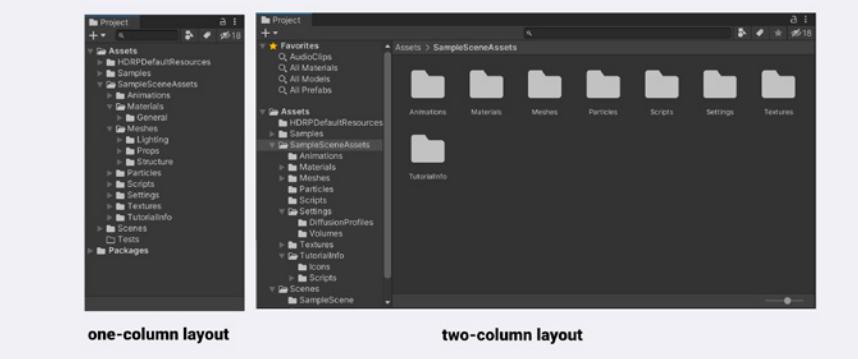 Project
18
Assets
HDRPDefaultResources
Samples
SampleSceneAssets
Animations
Materials
General
Meshes
Lighting
Props
Structure
Particles
Scripts
Settings
Textures
TutorialInfo
Scenes
Tests
Packages
one-column layout
Project
18
Favorites
AudioClips
All Materials
All Models
All Prefabs
Assets
HDRPDefaultResources
Samples
SampleSceneAssets
Animations
Materials
Meshes
Particles
Scripts
Settings
DiffusionProfiles
Volumes
Textures
TutorialInfo
Icons
Scripts
Scenes
SampleScene
Assets > SampleSceneAssets
Animations Materials Meshes Particles Scripts Settings Textures
TutorialInfo
two-column layout